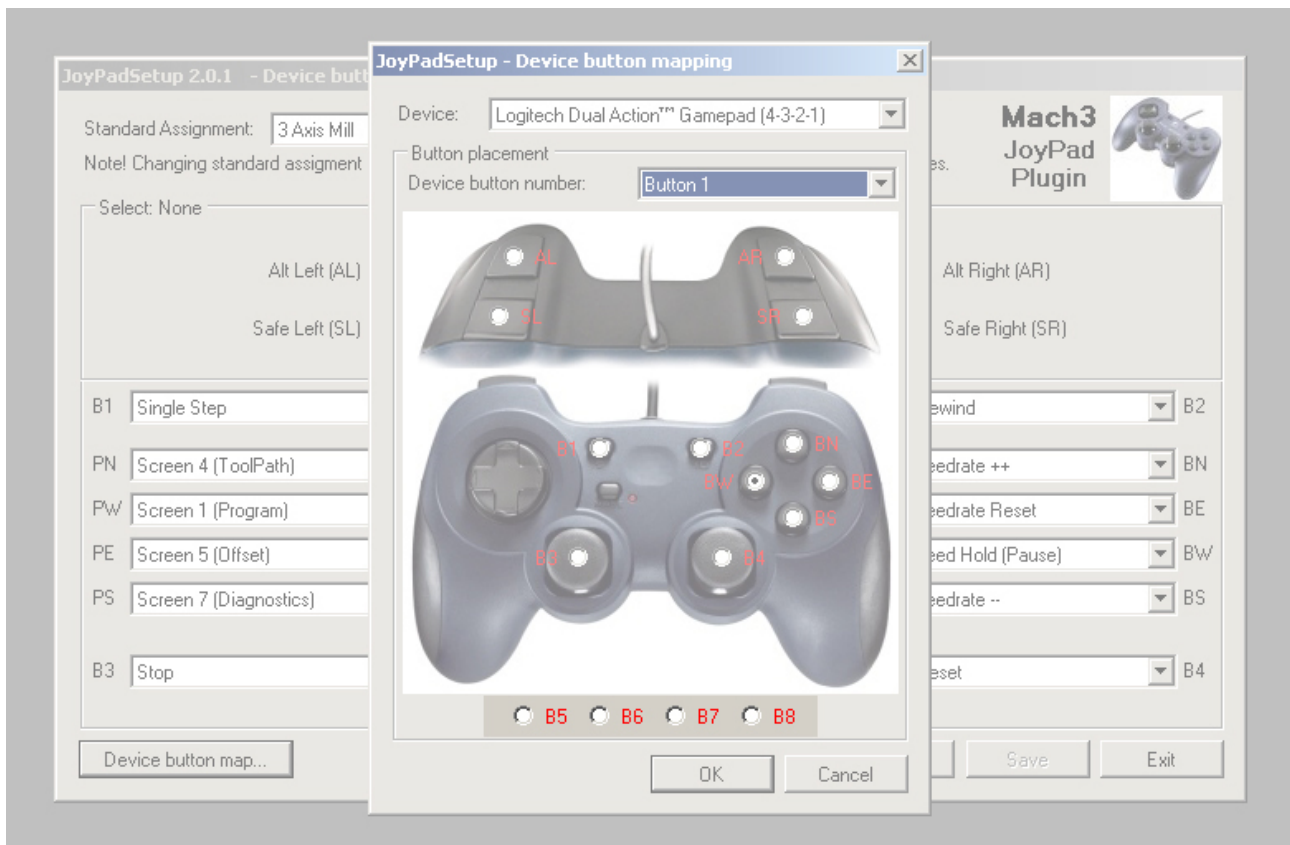 JoyPadSetup 2.0.1 - Device butt
Standard Assignment: 3 Axis Mill
Note! Changing standard assigment
es.
Mach3
JoyPad
Plugin
Select: None
Alt Left (AL)
Alt Right (AR)
Safe Left (SL)
Safe Right (SR)
B1 Single Step
ewind B2
PN Screen 4 (ToolPath)
eedrate ++ BN
PW Screen 1 (Program)
eedrate Reset BE
PE Screen 5 (Offset)
eed Hold (Pause) BW
PS Screen 7 (Diagnostics)
eedrate -- BS
B3 Stop
eset B4
Device button map...
Save
Exit
JoyPadSetup - Device button mapping
Device: Logitech Dual Action™ Gamepad (4-3-2-1)
Button placement
Device button number: Button 1
AL AR
SL SR
B1 B2 BN
BW BE
BS
B3 B4
B5 B6 B7 B8
OK Cancel